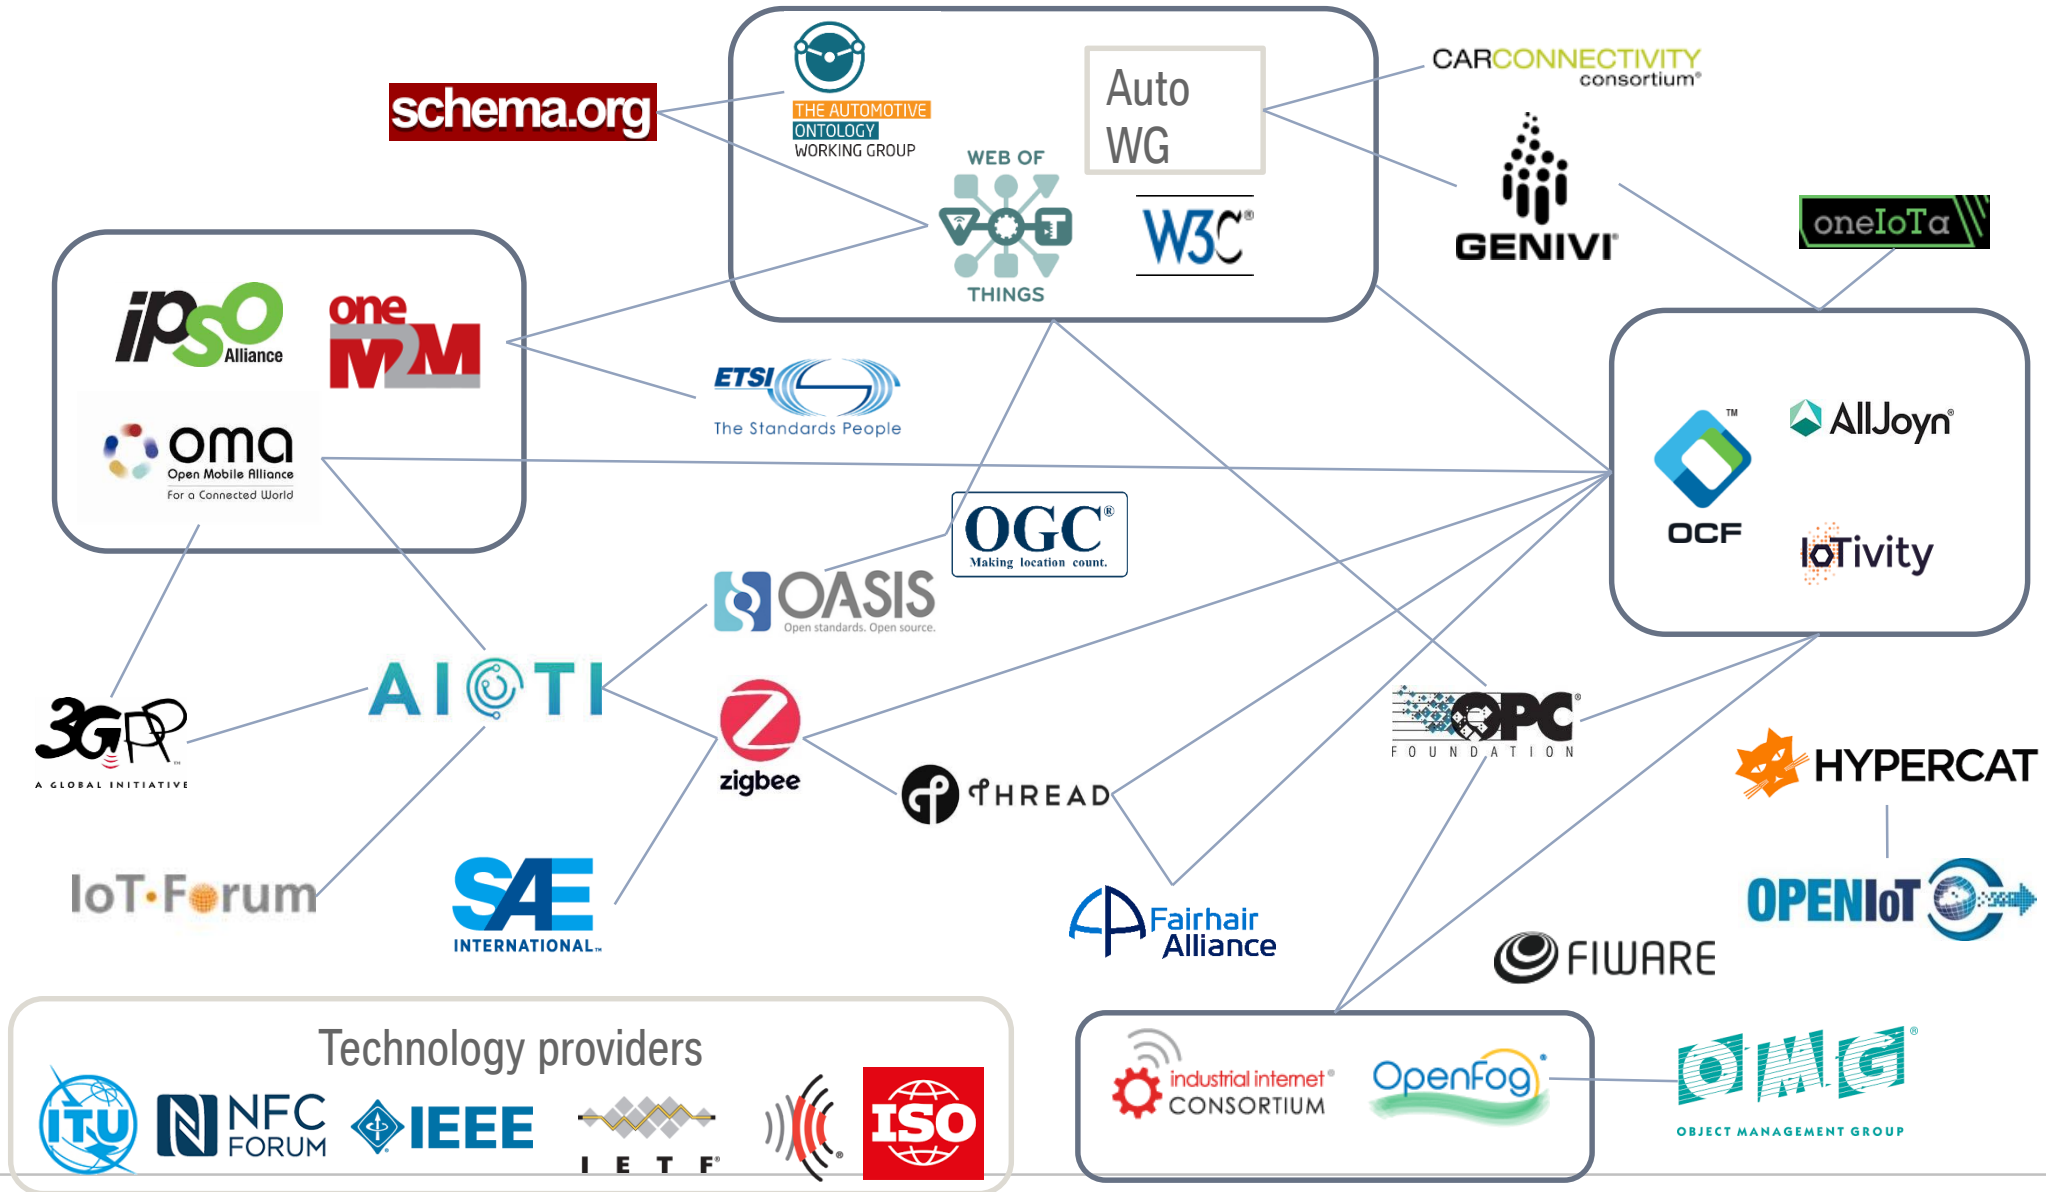 schema.org
THE AUTOMOTIVE
ONTOLOGY
WORKING GROUP
Auto
WG
CARCONNECTIVITY
consortium®
WEB OF
W T
THINGS
W3C®
GENIVI®
oneIoTa
ipso
Alliance
one
M2M
oma
Open Mobile Alliance
For a Connected World
ETSI
The Standards People
OCF™
AllJoyn®
IoTivity
OGC®
Making location count.
OASIS
Open standards. Open source.
AIOTI
3GPP™
A GLOBAL INITIATIVE
Z
zigbee
THREAD
OPC®
FOUNDATION
HYPERCAT
IoT·Forum
SAE
INTERNATIONAL™
Fairhair
Alliance
OPENIoT
FIWARE
Technology providers
ITU
NFC
FORUM
IEEE®
IETF®
®
ISO
industrial internet®
CONSORTIUM
OpenFog®
OMG®
OBJECT MANAGEMENT GROUP